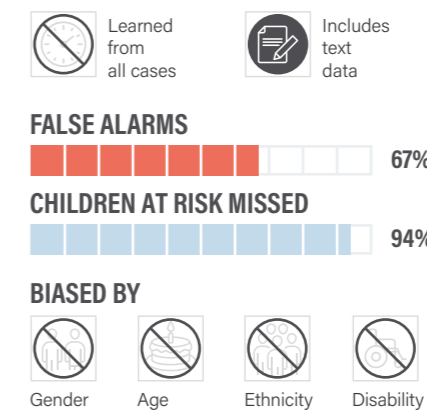 Learned
from
all cases
Includes
text
data
FALSE ALARMS
67%
CHILDREN AT RISK MISSED
94%
BIASED BY
Gender
Age
Ethnicity
Disability